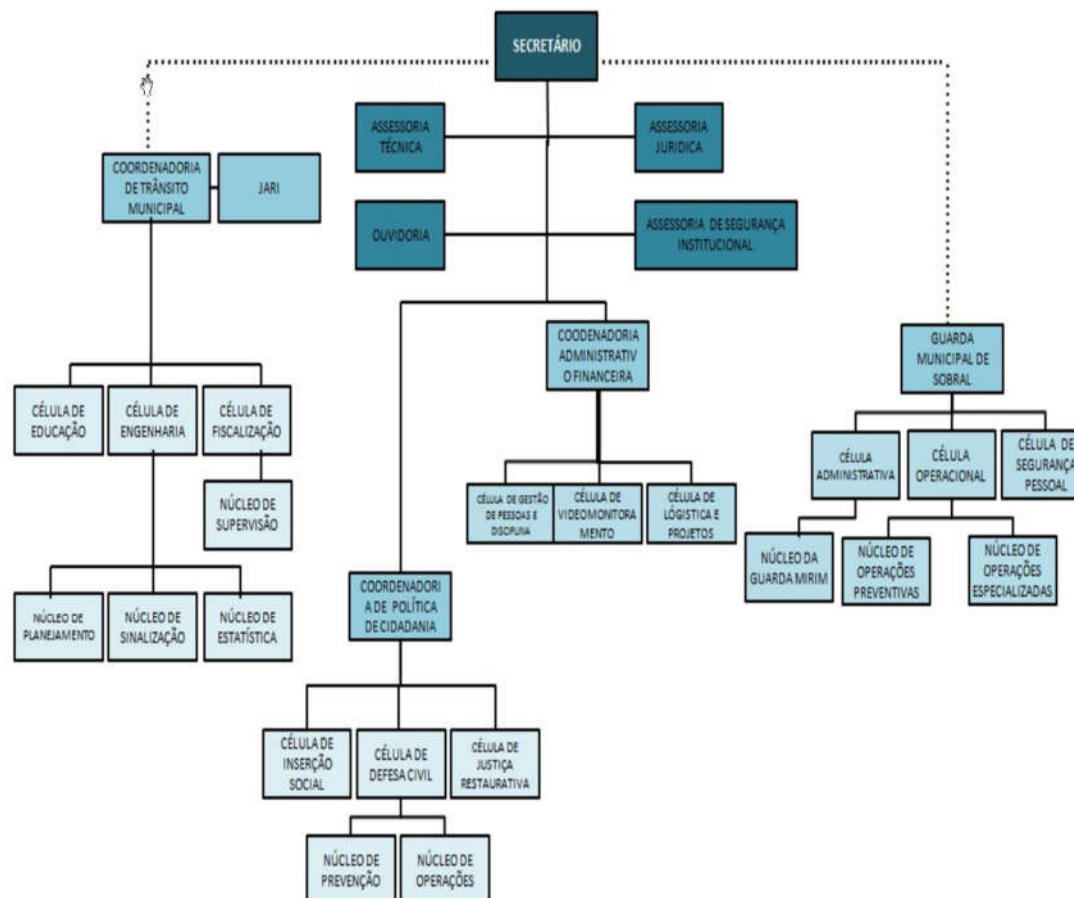 SECRETÁRIO
ASSESSORIA
TÉCNICA
ASSESSORIA
JURIDICA
COORDENADORIA
DE TRÂNSITO
MUNICIPAL
JARI
OUVIDORIA
ASSESSORIA DE SEGURANÇA
INSTITUCIONAL
COODENADORIA
ADMINISTRATIV
O FINANCEIRA
GUARDA
MUNICIPAL DE
SOBRAL
CÉLULA DE
EDUCAÇÃO
CÉLULA DE
ENGENHARIA
CÉLULA DE
FISCALIZAÇÃO
CÉLULA
ADMINISTRATIVA
CÉLULA
OPERACIONAL
CÉLULA DE
SEGURANÇA
PESSOAL
NÚCLEO DE
SUPERVISÃO
CÉLULA DE GESTÃO
DE PESSOAS E
DISCIPLINA
CÉLULA DE
VIDEOMONITORA
MENTO
CÉLULA DE
LÓGISTICA E
PROJETOS
NÚCLEO DA
GUARDA MIRIM
NÚCLEO DE
OPERAÇÕES
PREVENTIVAS
NÚCLEO DE
OPERAÇÕES
ESPECIALIZADAS
COORDENADORI
A DE POLÍTICA
DE CIDADANIA
NÚCLEO DE
PLANEJAMENTO
NÚCLEO DE
SINALIZAÇÃO
NÚCLEO DE
ESTATÍSTICA
CÉLULA DE
INSERÇÃO
SOCIAL
CÉLULA DE
DEFESA CIVIL
CÉLULA DE
JUSTIÇA
RESTAURATIVA
NÚCLEO DE
PREVENÇÃO
NÚCLEO DE
OPERAÇÕES